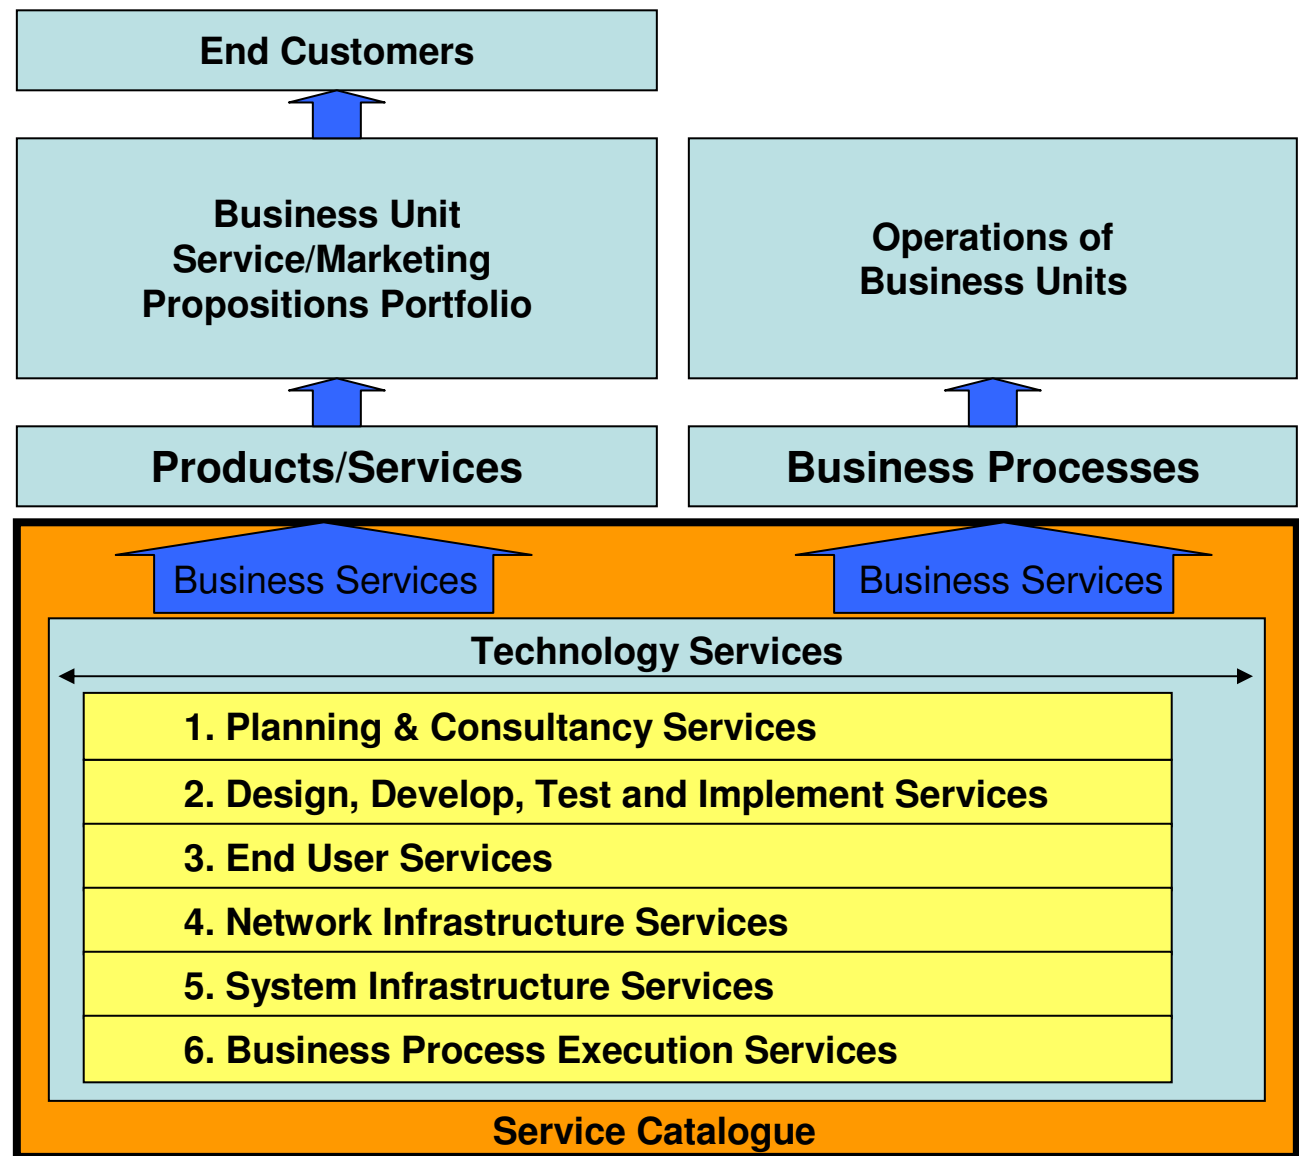 End Customers
Business Unit
Service/Marketing
Propositions Portfolio
Operations of
Business Units
Products/Services
Business Processes
Business Services
Business Services
Technology Services
1. Planning & Consultancy Services
2. Design, Develop, Test and Implement Services
3. End User Services
4. Network Infrastructure Services
5. System Infrastructure Services
6. Business Process Execution Services
Service Catalogue